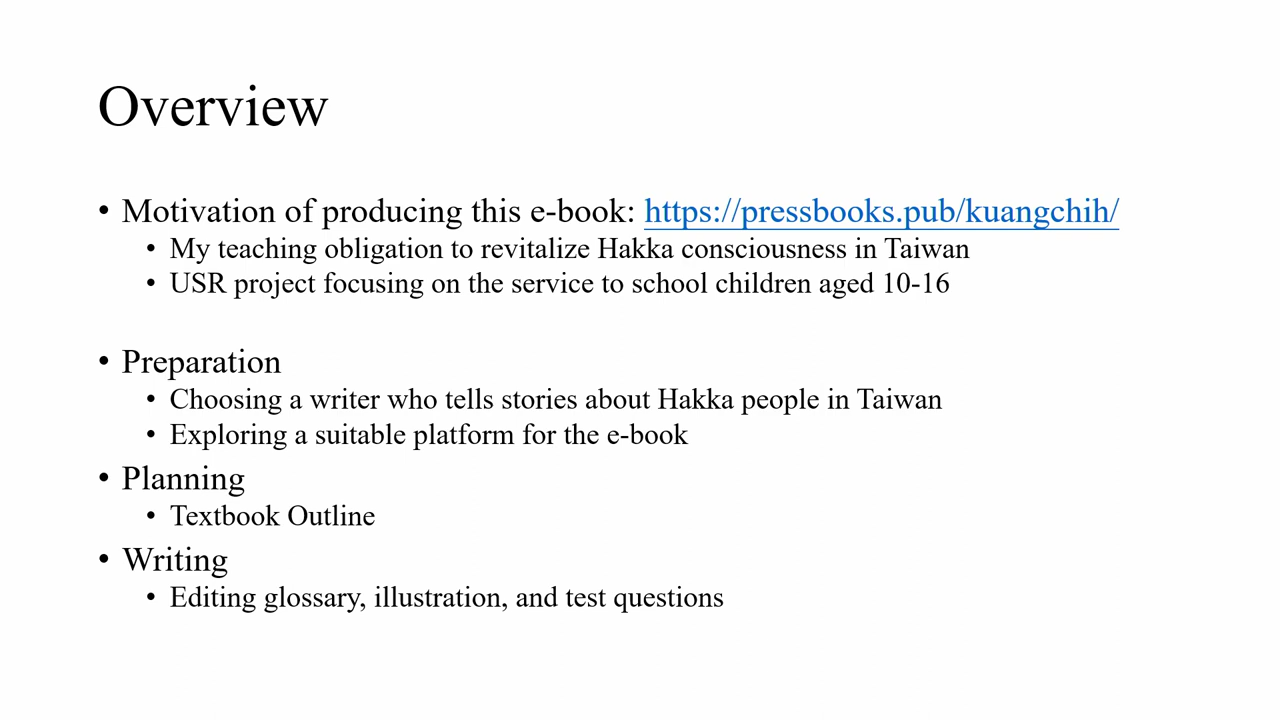 Overview
• Motivation of producing this e-book: https://pressbooks.pub/kuangchih/
• My teaching obligation to revitalize Hakka consciousness in Taiwan
• USR project focusing on the service to school children aged 10-16
• Preparation
• Choosing a writer who tells stories about Hakka people in Taiwan
• Exploring a suitable platform for the e-book
• Planning
• Textbook Outline
• Writing
• Editing glossary, illustration, and test questions